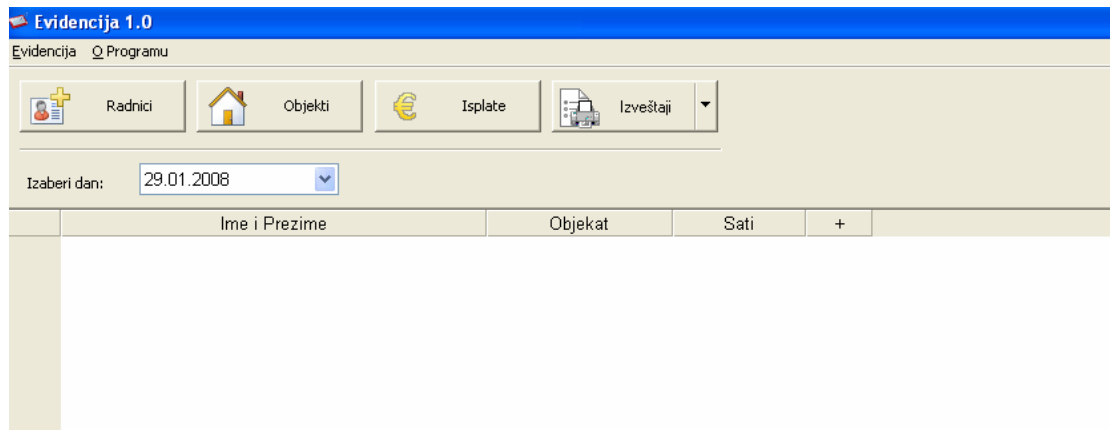 Evidencija 1.0
Evidencija O Programu
Radnici Objekti Isplate Izveštaji
Izaberi dan: 29.01.2008
Ime i Prezime Objekat Sati +